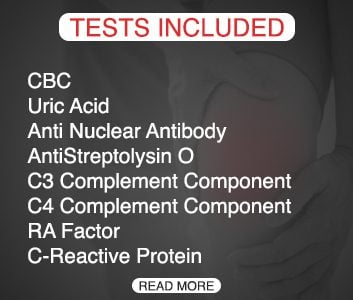 TESTS INCLUDED
CBC
Uric Acid
Anti Nuclear Antibody
AntiStreptolysin O
C3 Complement Component
C4 Complement Component
RA Factor
C-Reactive Protein
READ MORE